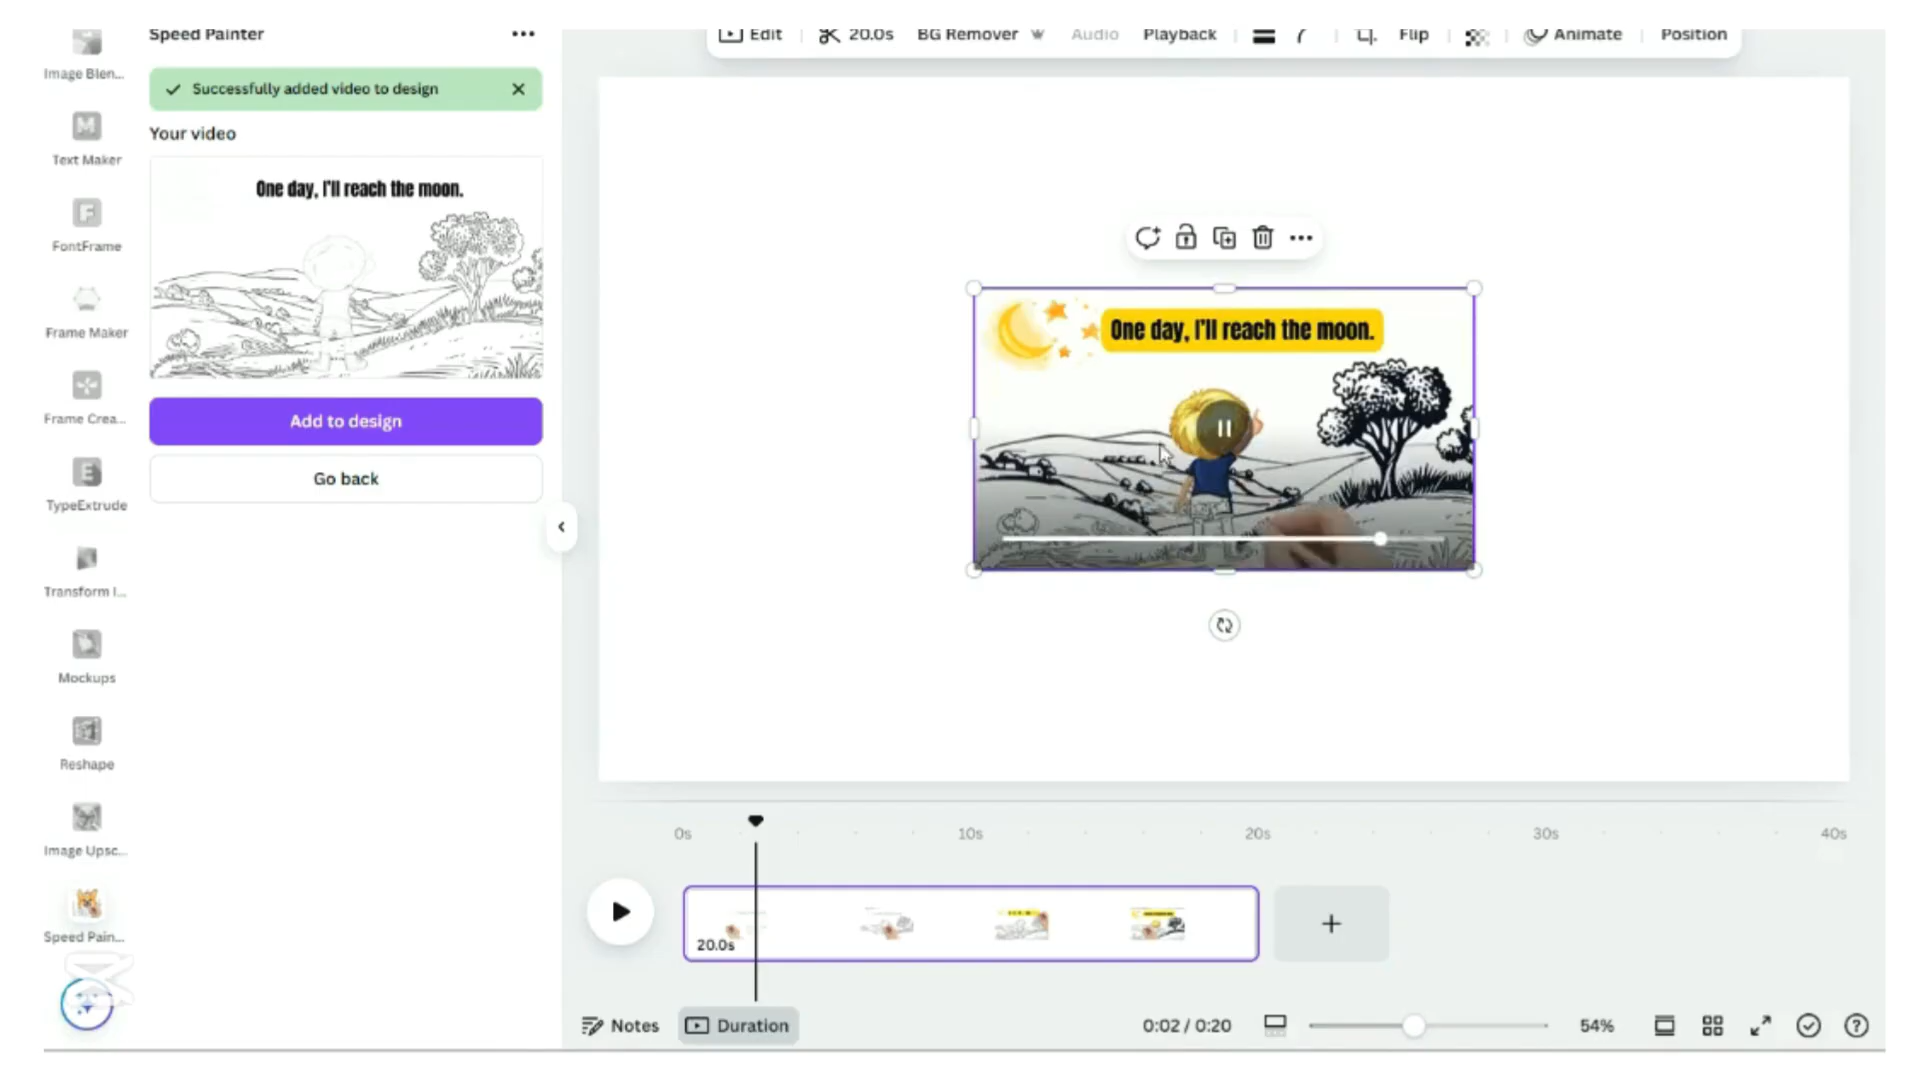 Speed Painter
Edit
20.0s
BG Remover
Audio
Playback
Flip
Animate
Position
Image Blen...
Successfully added video to design
Your video
Text Maker
One day, I'll reach the moon.
FontFrame
Frame Maker
One day, I'll reach the moon.
Frame Crea...
Add to design
Go back
TypeExtrude
Transform I...
Mockups
Reshape
Image Upsc...
Speed Pain...
0s
10s
20s
30s
40s
20.0s
Notes
Duration
0:02 / 0:20
54%